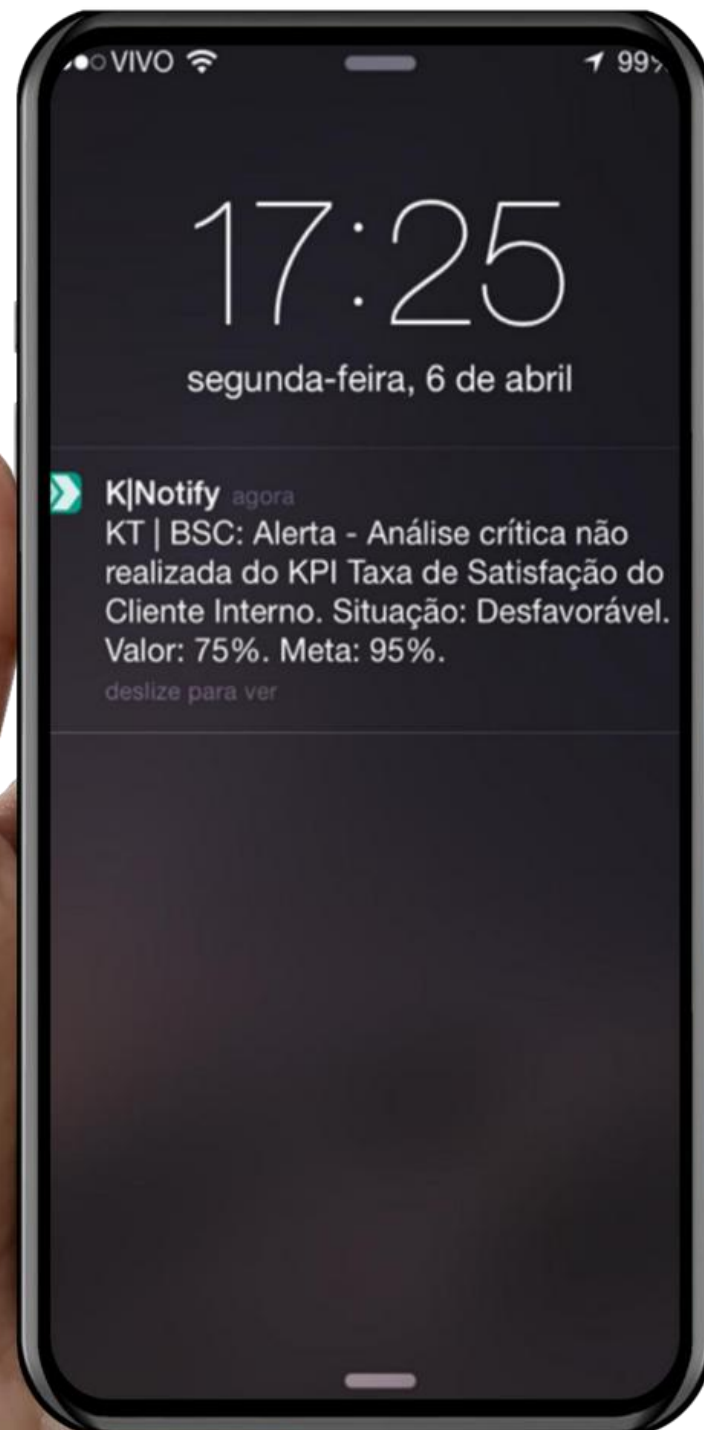 VIVO 99%
17:25
segunda-feira, 6 de abril
K|Notify agora
KT | BSC: Alerta - Análise crítica não
realizada do KPI Taxa de Satisfação do
Cliente Interno. Situação: Desfavorável.
Valor: 75%. Meta: 95%.
deslize para ver